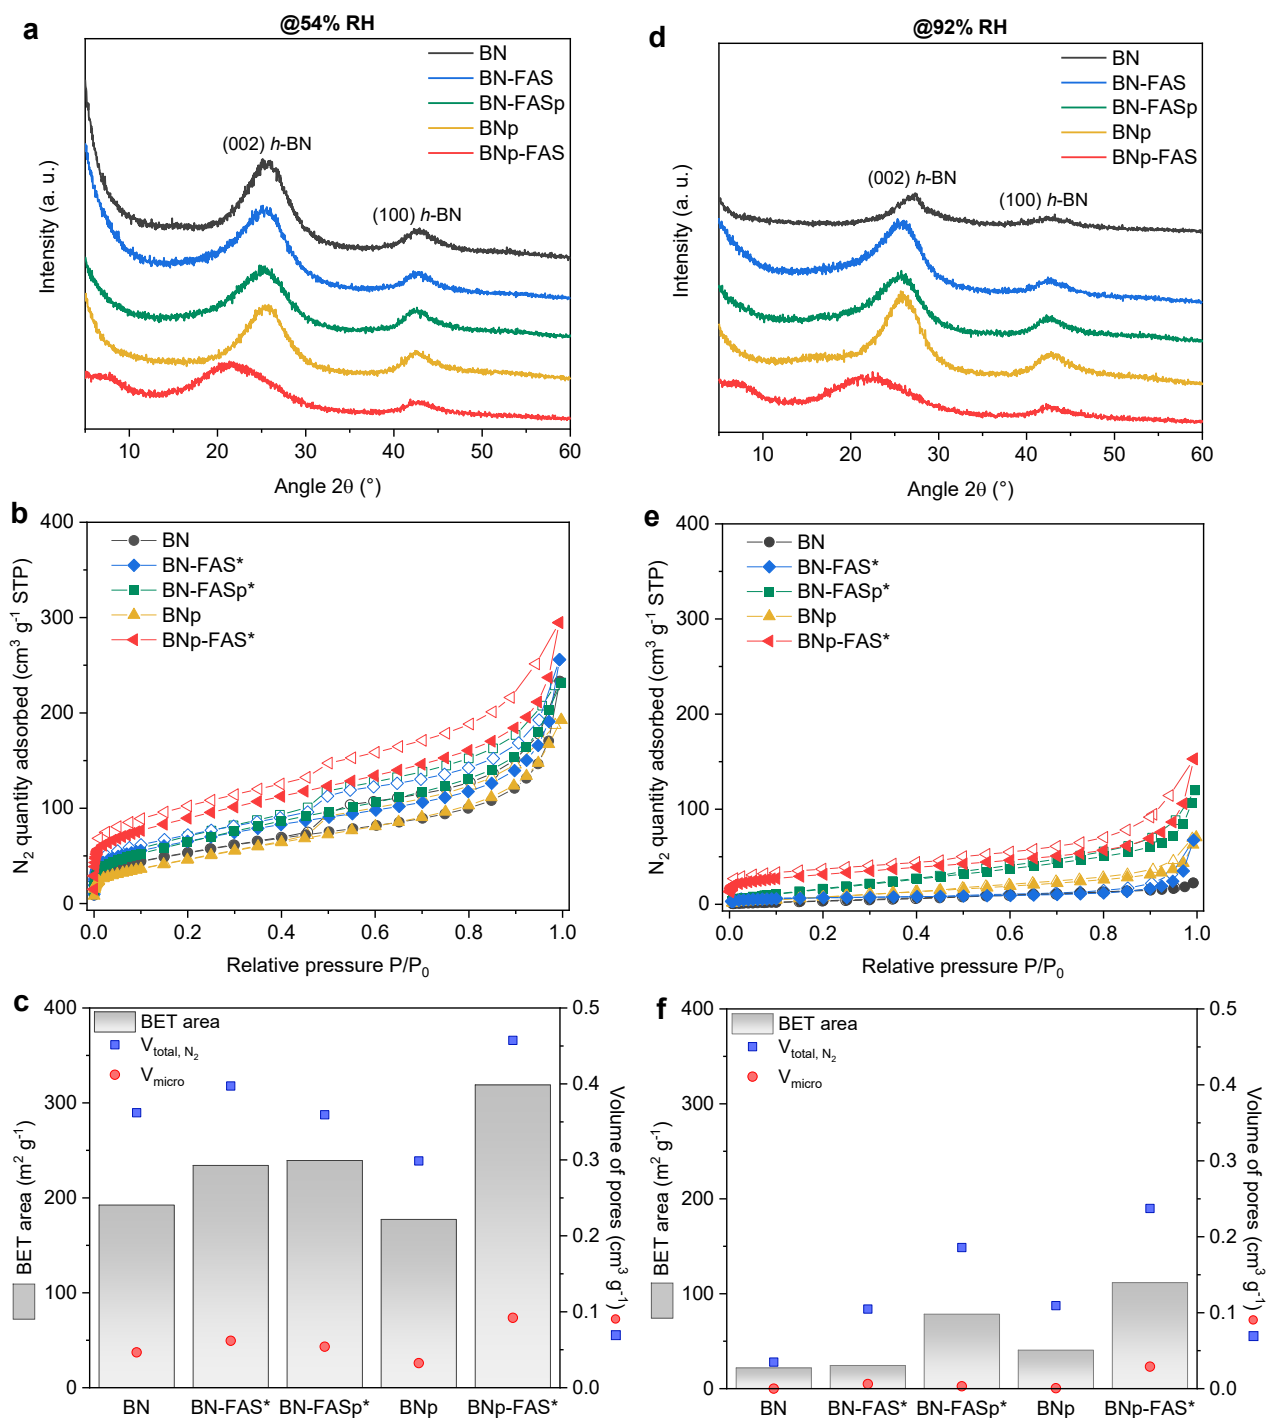 a
@54% RH
BN
BN-FAS
BN-FASp
BNp
BNp-FAS
(002) h-BN
(100) h-BN
Intensity (a. u.)
10 20 30 40 50 60
Angle 2θ (°)
d
@92% RH
BN
BN-FAS
BN-FASp
BNp
BNp-FAS
(002) h-BN
(100) h-BN
Intensity (a. u.)
10 20 30 40 50 60
Angle 2θ (°)
b
400
300
200
100
0
N₂ quantity adsorbed (cm³ g⁻¹ STP)
BN
BN-FAS*
BN-FASp*
BNp
BNp-FAS*
0.0 0.2 0.4 0.6 0.8 1.0
Relative pressure P/P₀
e
400
300
200
100
0
N₂ quantity adsorbed (cm³ g⁻¹ STP)
BN
BN-FAS*
BN-FASp*
BNp
BNp-FAS*
0.0 0.2 0.4 0.6 0.8 1.0
Relative pressure P/P₀
c
400
300
200
100
0
BET area (m² g⁻¹)
BET area
V total, N₂
V micro
0.5
0.4
0.3
0.2
0.1
0.0
Volume of pores (cm³ g⁻¹)
BN BN-FAS* BN-FASp* BNp BNp-FAS*
f
400
300
200
100
0
BET area (m² g⁻¹)
BET area
V total, N₂
V micro
0.5
0.4
0.3
0.2
0.1
0.0
Volume of pores (cm³ g⁻¹)
BN BN-FAS* BN-FASp* BNp BNp-FAS*